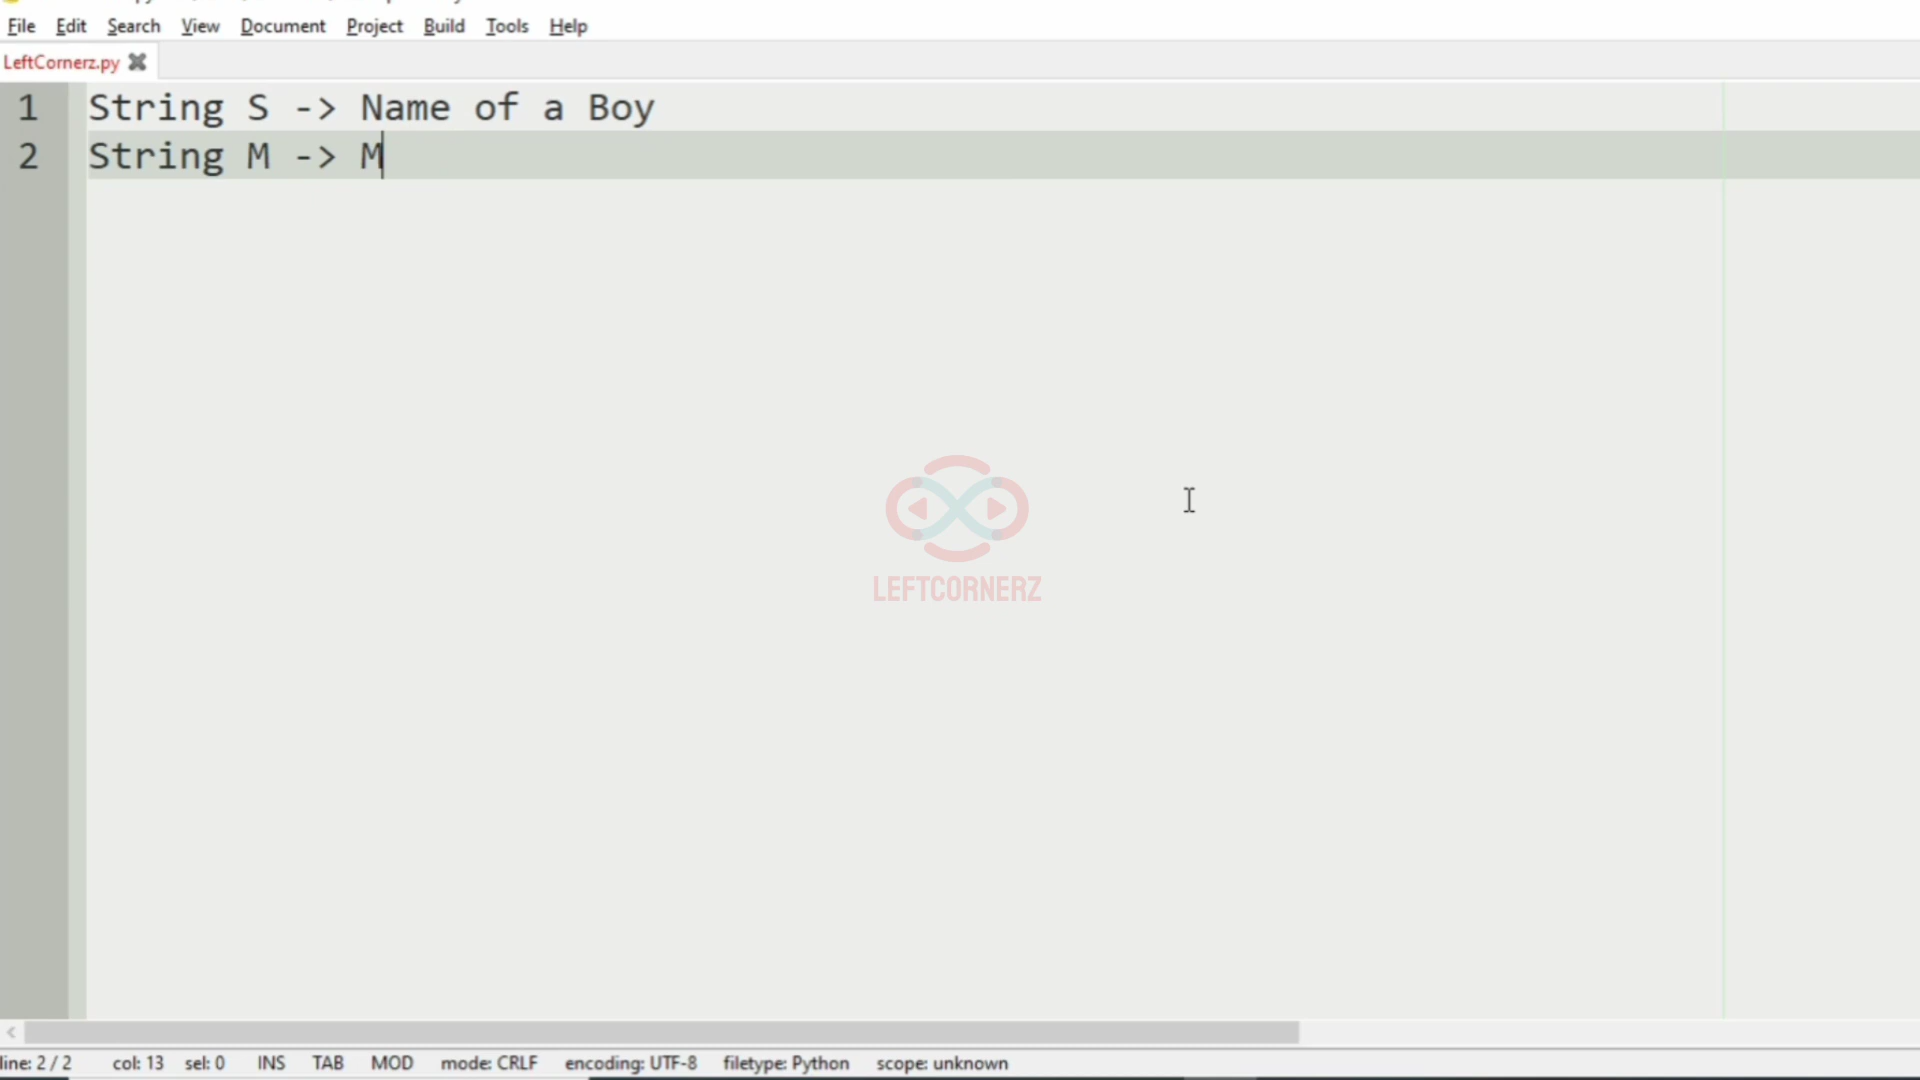 File Edit Search View Document Project Build Tools Help
LeftCornerz.py
1 String S -> Name of a Boy
2 String M -> M
LEFTCORNERZ
line: 2 / 2 col: 13 sel: 0 INS TAB MOD mode: CRLF encoding: UTF-8 filetype: Python scope: unknown